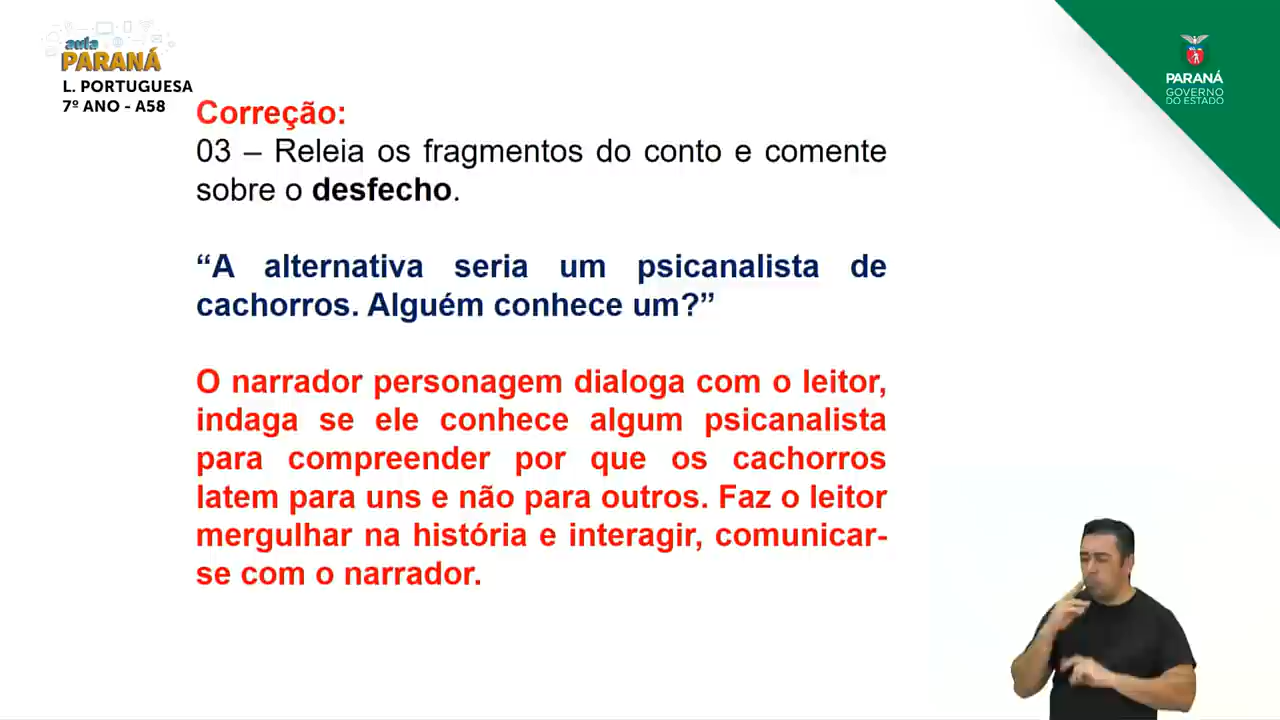 aula
PARANÁ
L. PORTUGUESA
7º ANO - A58
PARANÁ
GOVERNO
DO ESTADO
Correção:
03 – Releia os fragmentos do conto e comente
sobre o desfecho.
“A alternativa seria um psicanalista de
cachorros. Alguém conhece um?”
O narrador personagem dialoga com o leitor,
indaga se ele conhece algum psicanalista
para compreender por que os cachorros
latem para uns e não para outros. Faz o leitor
mergulhar na história e interagir, comunicar-
se com o narrador.